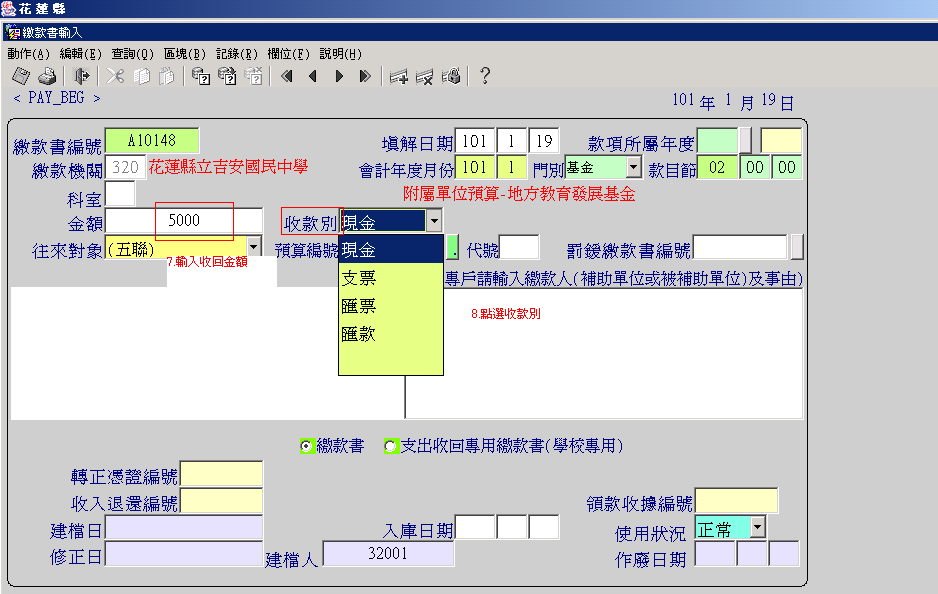 花蓮縣
繳款書輸入
動作(A) 編輯(E) 查詢(Q) 區塊(B) 記錄(R) 欄位(F) 說明(H)
< PAY_BEG > 101 年 1 月 19 日
繳款書編號 A10148 填解日期 101 1 19 款項所屬年度
繳款機關 320 花蓮縣立吉安國民中學 會計年度月份 101 1 門別 基金 款目節 02 00 00
科室 附屬單位預算-地方教育發展基金
金額 5000 收款別 現金
往來對象 (五聯) 預算編號 現金 . 代號 罰鍰繳款書編號
7.輸入收回金額
支票 專戶請輸入繳款人(補助單位或被補助單位)及事由)
匯票 8.點選收款別
匯款
繳款書 支出收回專用繳款書(學校專用)
轉正憑證編號
收入退還編號 領款收據編號
建檔日 入庫日期 使用狀況 正常
修正日 建檔人 32001 作廢日期